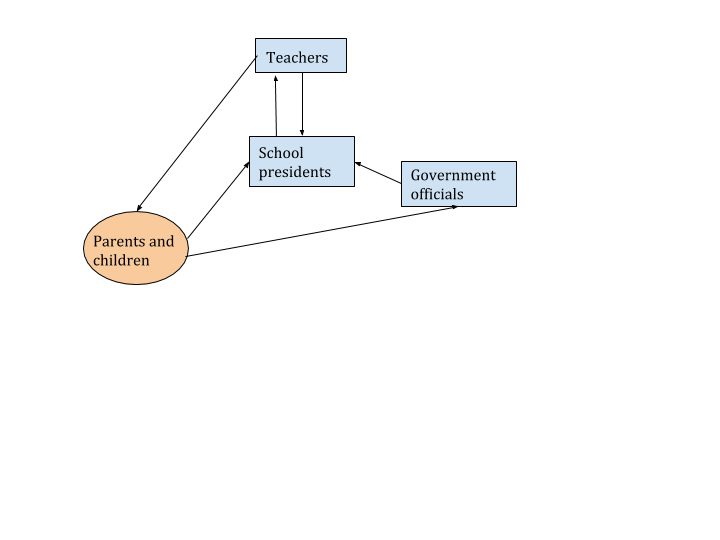 Teachers
School
presidents
Government
officials
Parents and
children